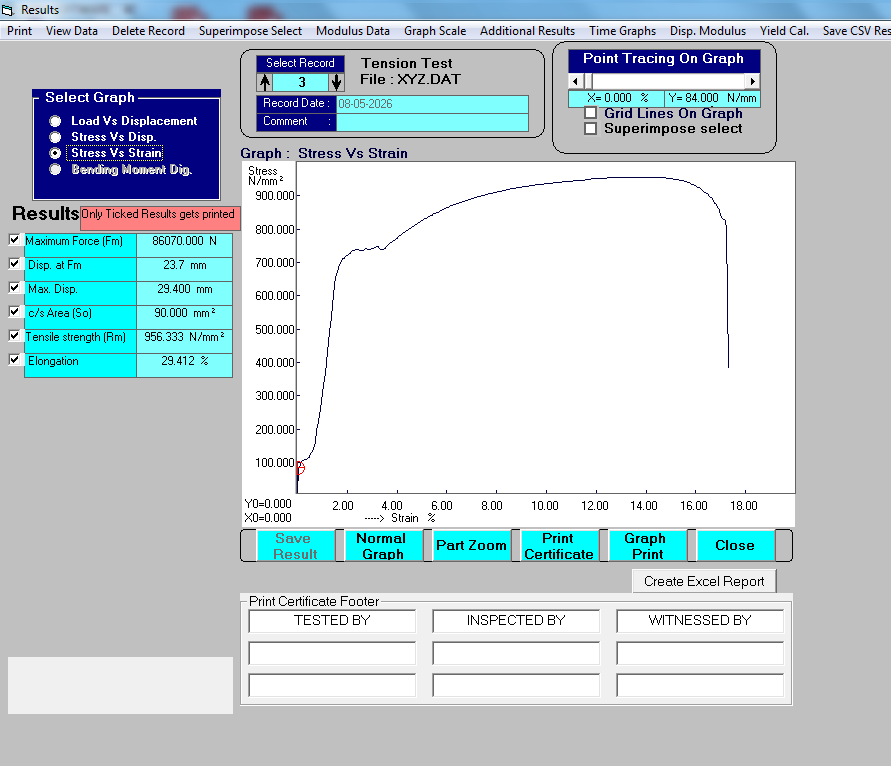 Results
Print View Data Delete Record Superimpose Select Modulus Data Graph Scale Additional Results Time Graphs Disp. Modulus Yield Cal. Save CSV Res
Select Record
3
Tension Test
File : XYZ.DAT
Record Date : 08-05-2026
Comment :
Point Tracing On Graph
X= 0.000 % Y= 84.000 N/mm
Grid Lines On Graph
Superimpose select
Select Graph
Load Vs Displacement
Stress Vs Disp.
Stress Vs Strain
Bending Moment Dig.
Graph : Stress Vs Strain
Results
Only Ticked Results gets printed
Maximum Force (Fm) 86070.000 N
Disp. at Fm 23.7 mm
Max. Disp. 29.400 mm
c/s Area (So) 90.000 mm²
Tensile strength (Rm) 956.333 N/mm²
Elongation 29.412 %
Stress
N/mm²
900.000
800.000
700.000
600.000
500.000
400.000
300.000
200.000
100.000
Y0=0.000
X0=0.000
2.00 4.00 6.00 8.00 10.00 12.00 14.00 16.00 18.00
----> Strain %
Save Result
Normal Graph
Part Zoom
Print Certificate
Graph Print
Close
Create Excel Report
Print Certificate Footer
TESTED BY INSPECTED BY WITNESSED BY